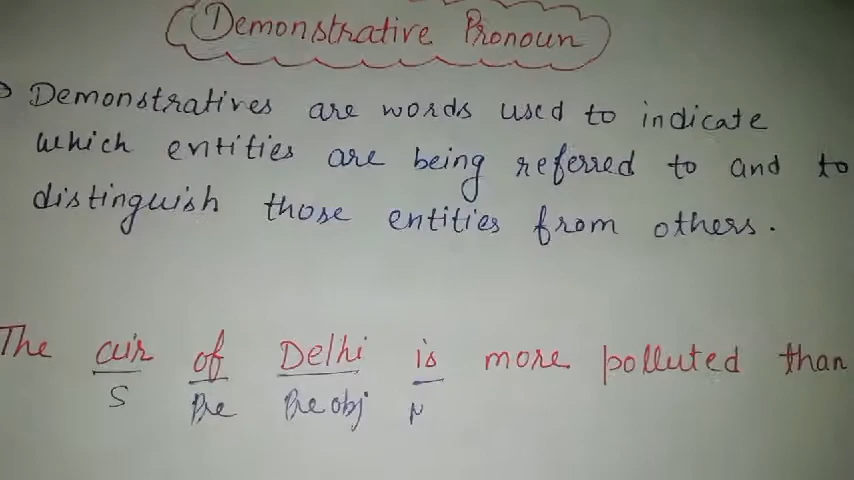 Demonstrative Pronoun
Demonstratives are words used to indicate
which entities are being referred to and to
distinguish those entities from others.
The air of Delhi is more polluted than
S Pre Pre obj